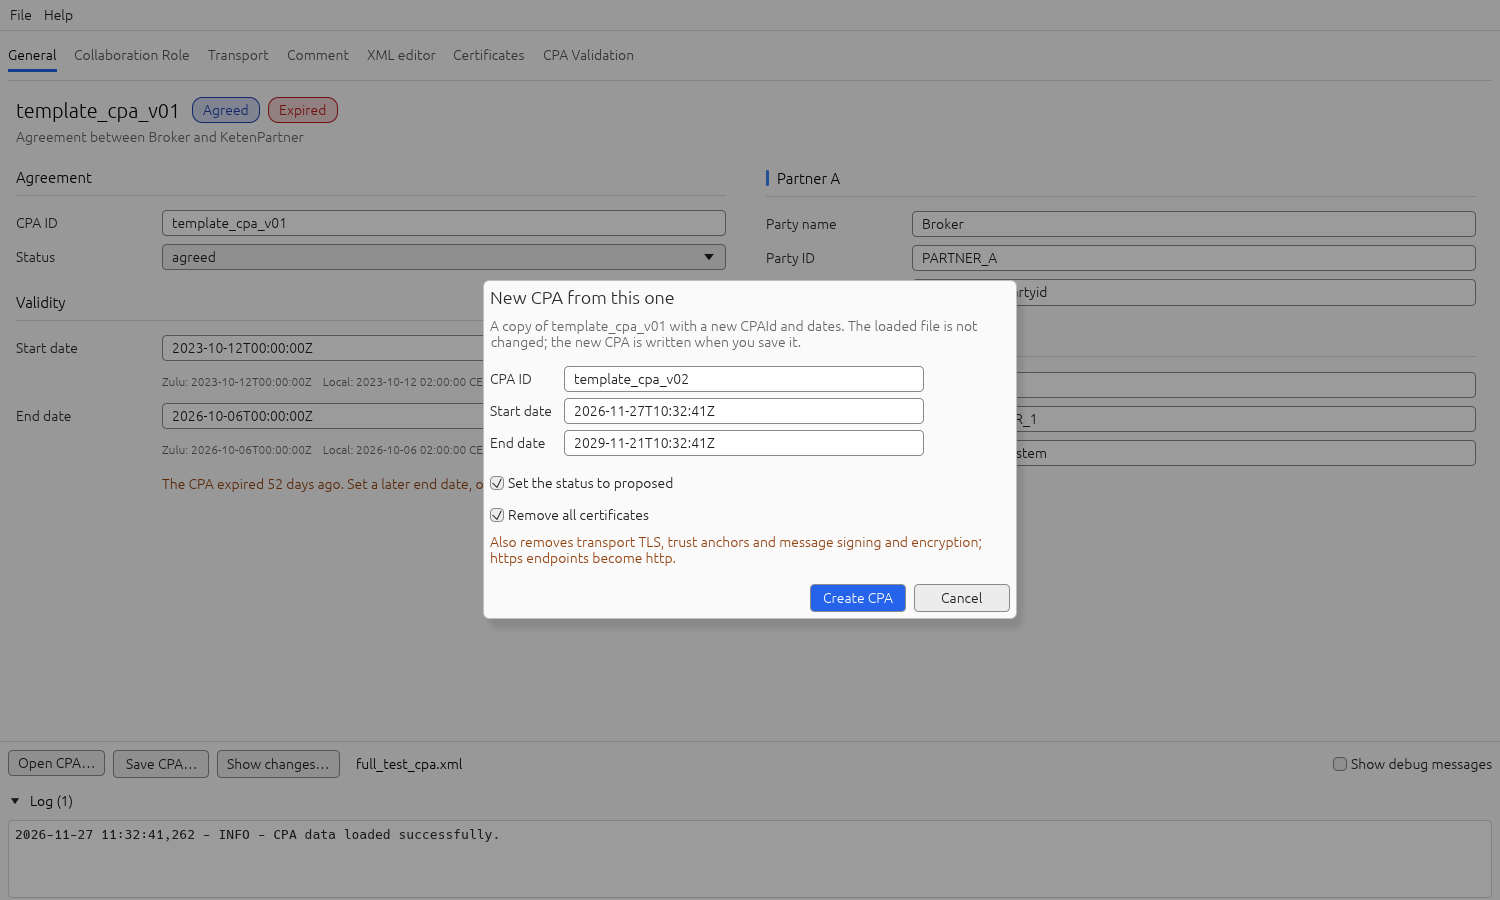 File Help
General Collaboration Role Transport Comment XML editor Certificates CPA Validation
template_cpa_v01 Agreed Expired
Agreement between Broker and KetenPartner
Agreement
CPA ID template_cpa_v01
Status agreed
Validity
Start date 2023-10-12T00:00:00Z
Zulu: 2023-10-12T00:00:00Z Local: 2023-10-12 02:00:00 CE
End date 2026-10-06T00:00:00Z
Zulu: 2026-10-06T00:00:00Z Local: 2026-10-06 02:00:00 CE
The CPA expired 52 days ago. Set a later end date, o
Partner A
Party name Broker
Party ID PARTNER_A
rtyid
R_1
stem
New CPA from this one
A copy of template_cpa_v01 with a new CPAId and dates. The loaded file is not
changed; the new CPA is written when you save it.
CPA ID template_cpa_v02
Start date 2026-11-27T10:32:41Z
End date 2029-11-21T10:32:41Z
Set the status to proposed
Remove all certificates
Also removes transport TLS, trust anchors and message signing and encryption;
https endpoints become http.
Create CPA Cancel
Open CPA... Save CPA... Show changes... full_test_cpa.xml Show debug messages
Log (1)
2026-11-27 11:32:41,262 - INFO - CPA data loaded successfully.